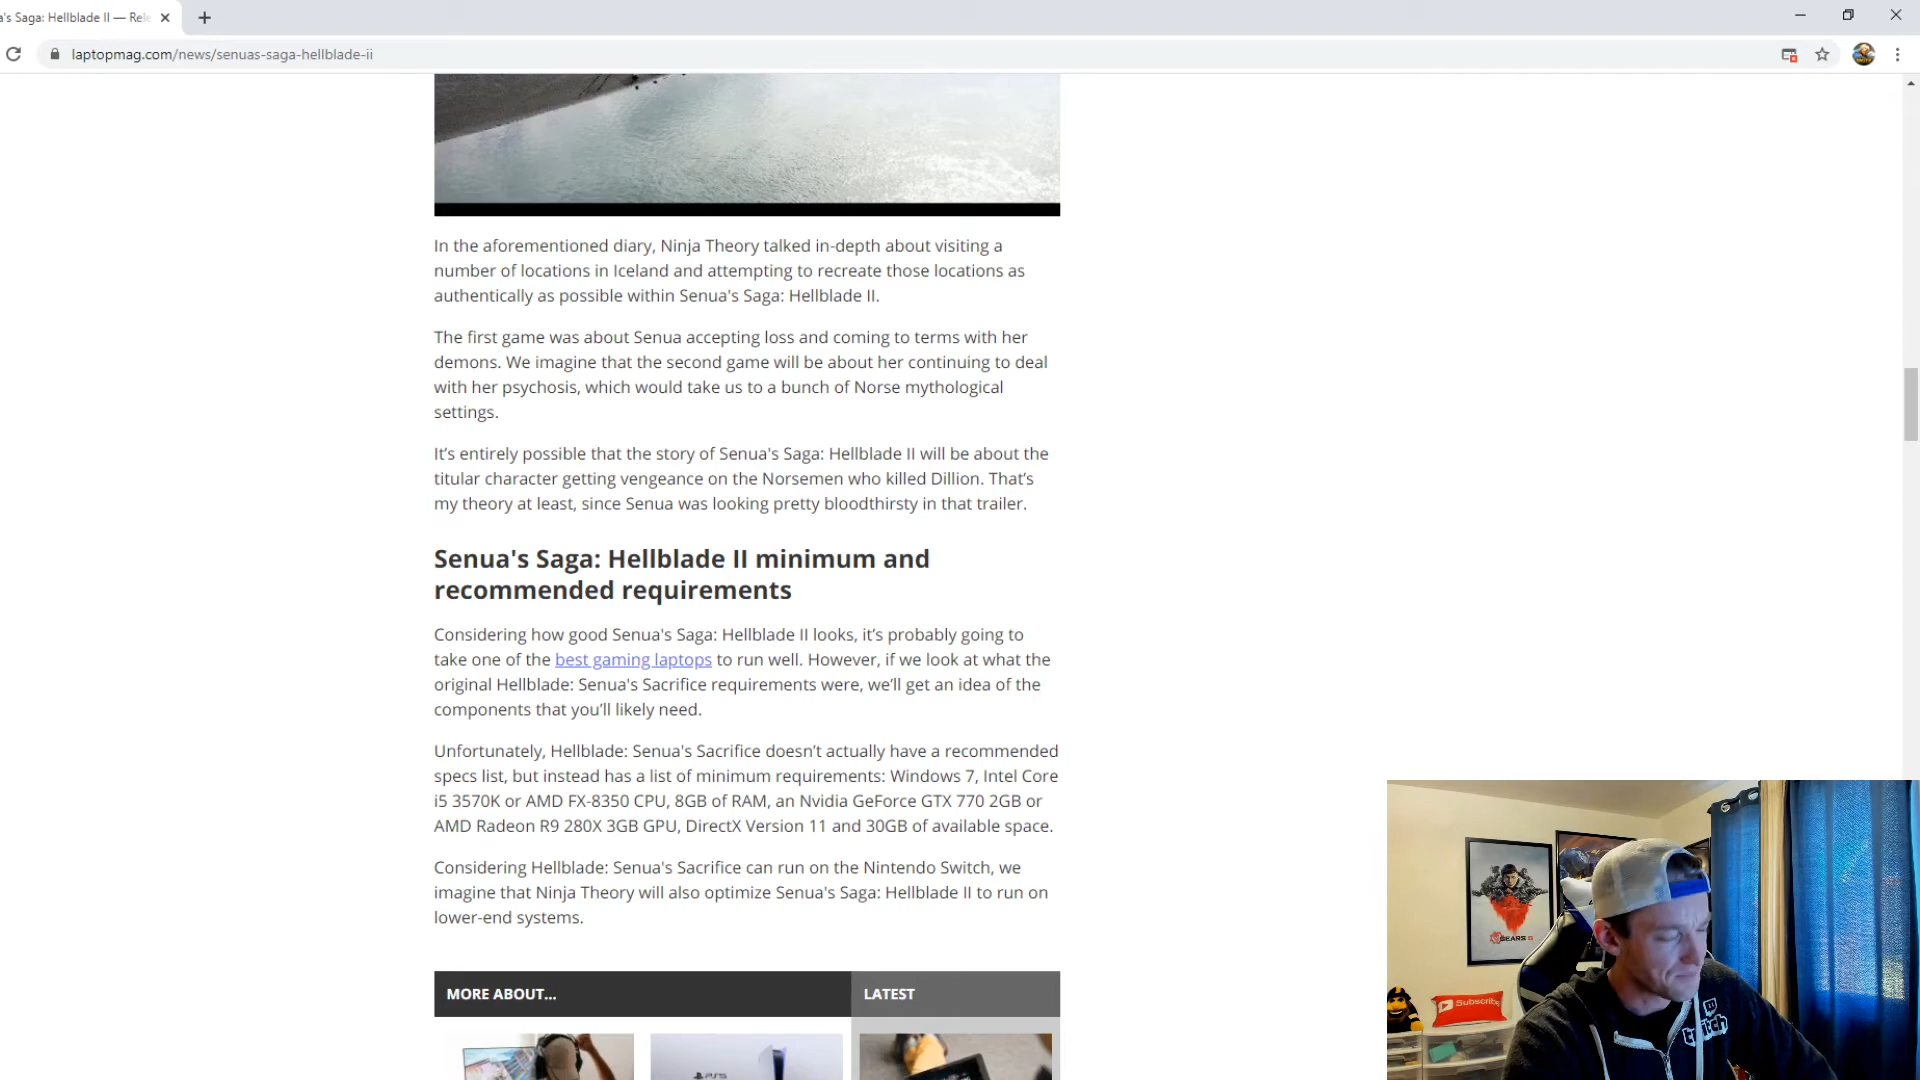 a's Saga: Hellblade II — Rele
laptopmag.com/news/senuas-saga-hellblade-ii
In the aforementioned diary, Ninja Theory talked in-depth about visiting a
number of locations in Iceland and attempting to recreate those locations as
authentically as possible within Senua's Saga: Hellblade II.
The first game was about Senua accepting loss and coming to terms with her
demons. We imagine that the second game will be about her continuing to deal
with her psychosis, which would take us to a bunch of Norse mythological
settings.
It’s entirely possible that the story of Senua's Saga: Hellblade II will be about the
titular character getting vengeance on the Norsemen who killed Dillion. That’s
my theory at least, since Senua was looking pretty bloodthirsty in that trailer.
Senua's Saga: Hellblade II minimum and
recommended requirements
Considering how good Senua's Saga: Hellblade II looks, it’s probably going to
take one of the best gaming laptops to run well. However, if we look at what the
original Hellblade: Senua's Sacrifice requirements were, we’ll get an idea of the
components that you’ll likely need.
Unfortunately, Hellblade: Senua's Sacrifice doesn’t actually have a recommended
specs list, but instead has a list of minimum requirements: Windows 7, Intel Core
i5 3570K or AMD FX-8350 CPU, 8GB of RAM, an Nvidia GeForce GTX 770 2GB or
AMD Radeon R9 280X 3GB GPU, DirectX Version 11 and 30GB of available space.
Considering Hellblade: Senua's Sacrifice can run on the Nintendo Switch, we
imagine that Ninja Theory will also optimize Senua's Saga: Hellblade II to run on
lower-end systems.
MORE ABOUT...
LATEST
PS5
GEARS 5
Subscribe
twitch